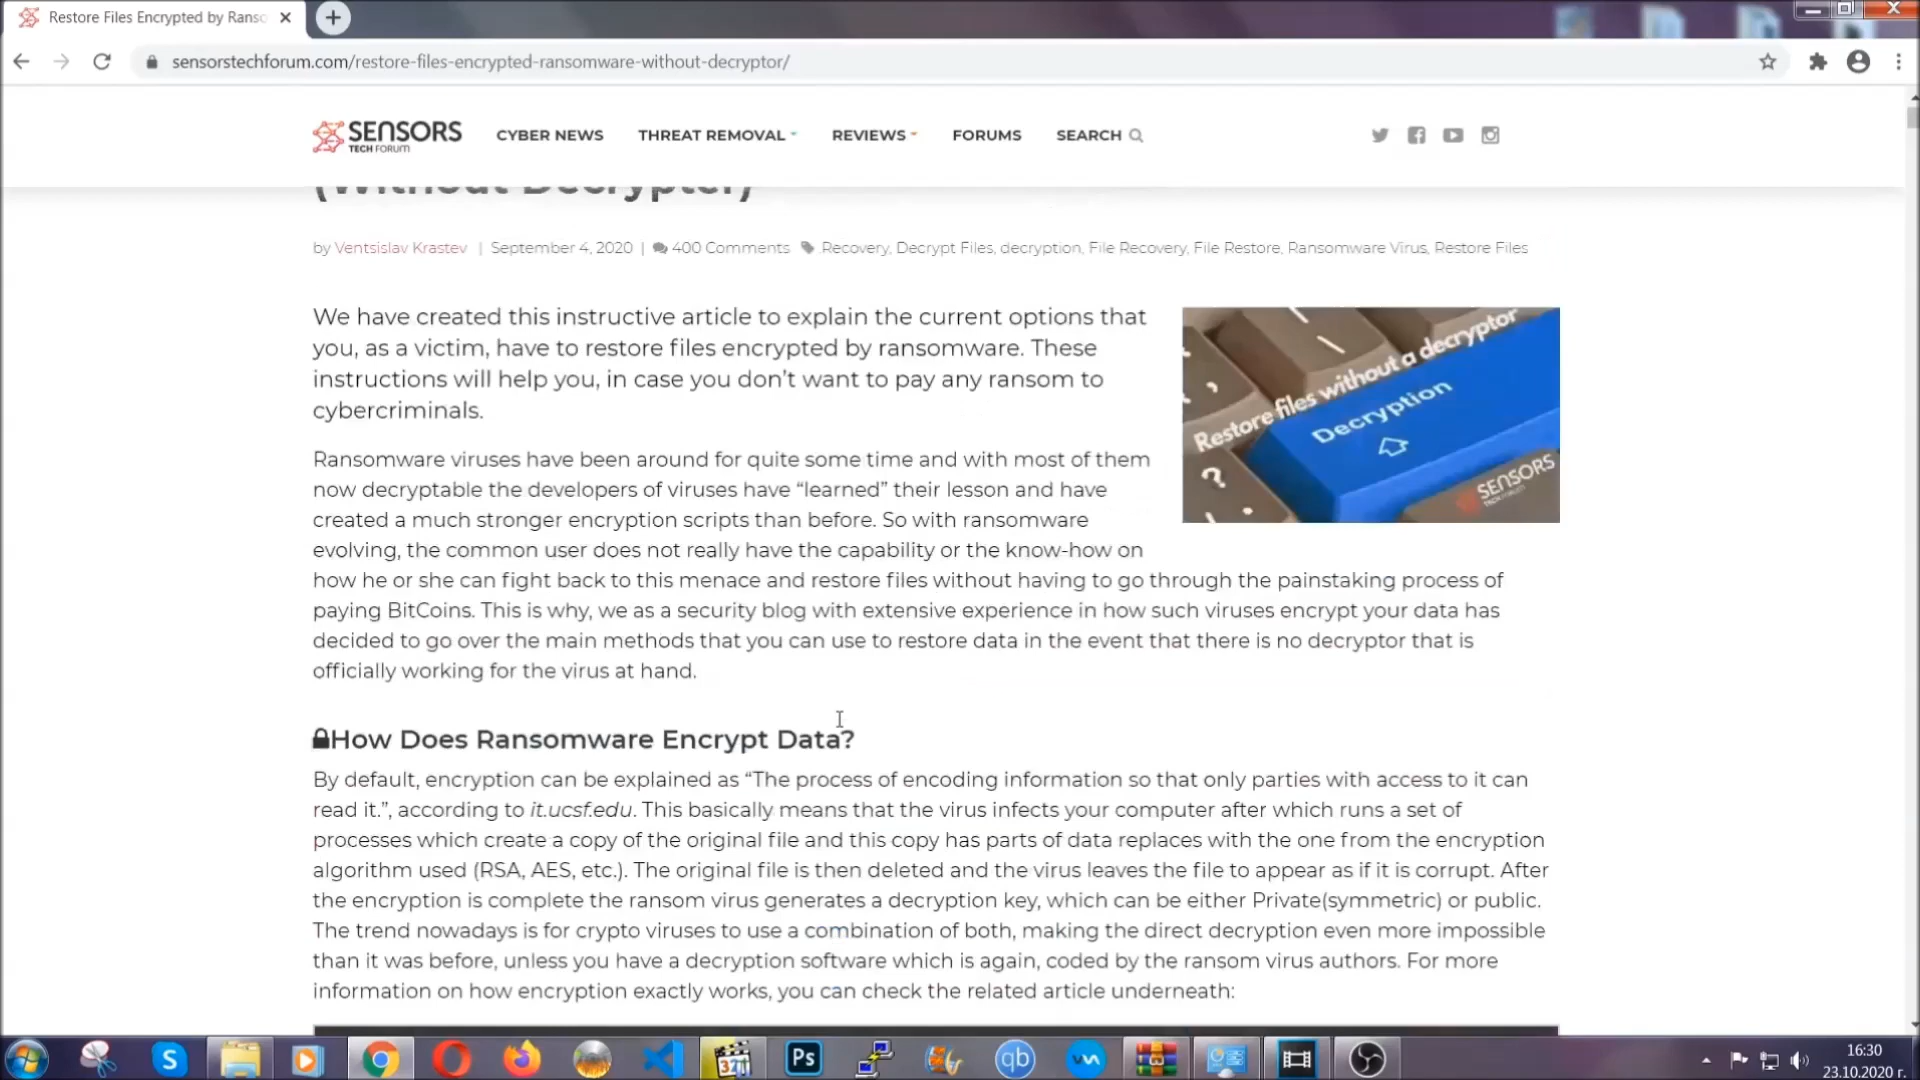 Restore Files Encrypted by Ranso
sensorstechforum.com/restore-files-encrypted-ransomware-without-decryptor/
SENSORS
TECH FORUM
CYBER NEWS THREAT REMOVAL REVIEWS FORUMS SEARCH
(Without Decrypter)
by Ventsislav Krastev | September 4, 2020 | 400 Comments Recovery, Decrypt Files, decryption, File Recovery, File Restore, Ransomware Virus, Restore Files
We have created this instructive article to explain the current options that
you, as a victim, have to restore files encrypted by ransomware. These
instructions will help you, in case you don’t want to pay any ransom to
cybercriminals.
Restore files without a decryptor
Decryption
SENSORS
Ransomware viruses have been around for quite some time and with most of them
now decryptable the developers of viruses have “learned” their lesson and have
created a much stronger encryption scripts than before. So with ransomware
evolving, the common user does not really have the capability or the know-how on
how he or she can fight back to this menace and restore files without having to go through the painstaking process of
paying BitCoins. This is why, we as a security blog with extensive experience in how such viruses encrypt your data has
decided to go over the main methods that you can use to restore data in the event that there is no decryptor that is
officially working for the virus at hand.
How Does Ransomware Encrypt Data?
By default, encryption can be explained as “The process of encoding information so that only parties with access to it can
read it.”, according to it.ucsf.edu. This basically means that the virus infects your computer after which runs a set of
processes which create a copy of the original file and this copy has parts of data replaces with the one from the encryption
algorithm used (RSA, AES, etc.). The original file is then deleted and the virus leaves the file to appear as if it is corrupt. After
the encryption is complete the ransom virus generates a decryption key, which can be either Private(symmetric) or public.
The trend nowadays is for crypto viruses to use a combination of both, making the direct decryption even more impossible
than it was before, unless you have a decryption software which is again, coded by the ransom virus authors. For more
information on how encryption exactly works, you can check the related article underneath:
S
321
Ps
qb
16:30
23.10.2020 г.